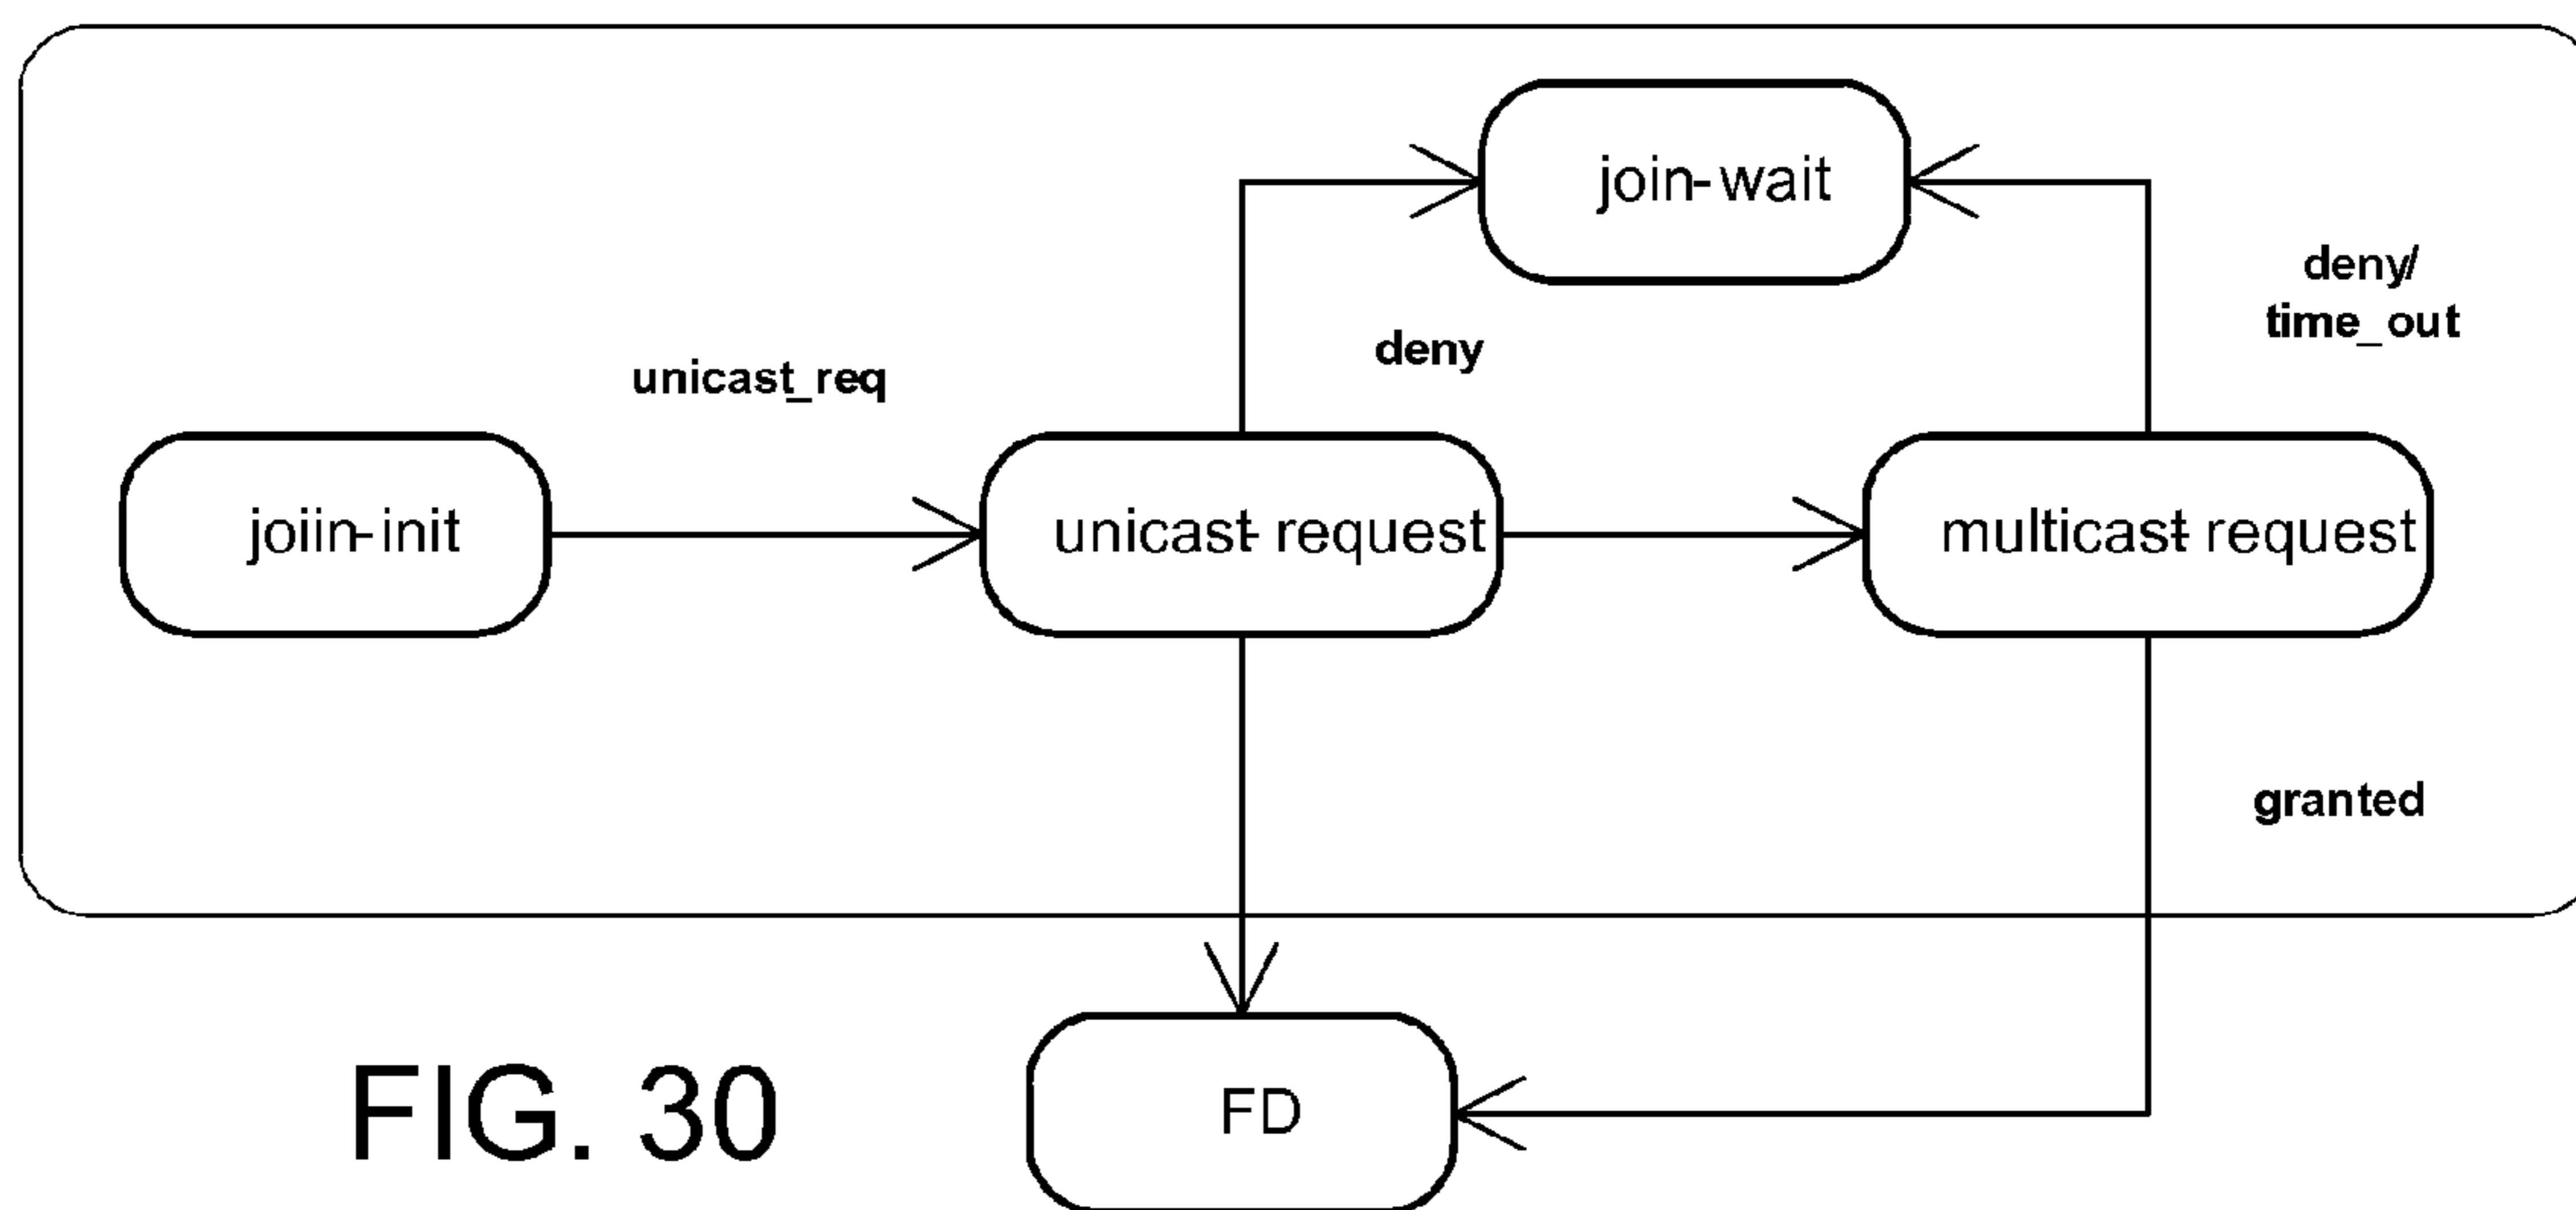 join-wait
deny/
time_out
deny
unicast_req
joiin-init
unicast-request
multicast-request
granted
FD
FIG. 30